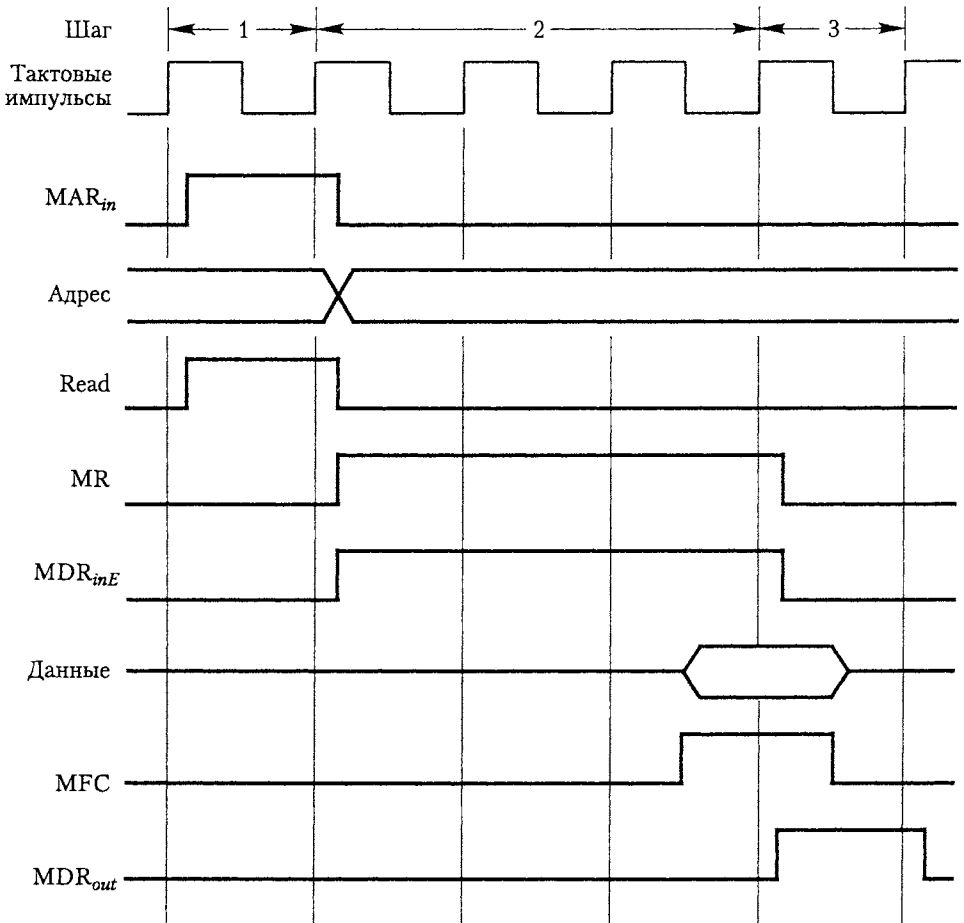 Шаг 1 2 3
Тактовые
импульсы
MARin
Адрес
Read
MR
MDRinE
Данные
MFC
MDRout